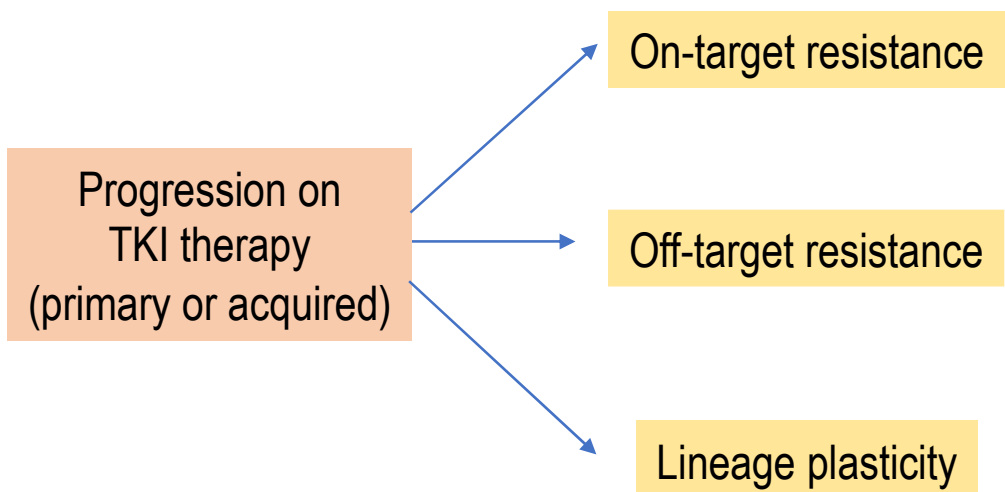 On-target resistance
Progression on
TKI therapy
(primary or acquired)
Off-target resistance
Lineage plasticity